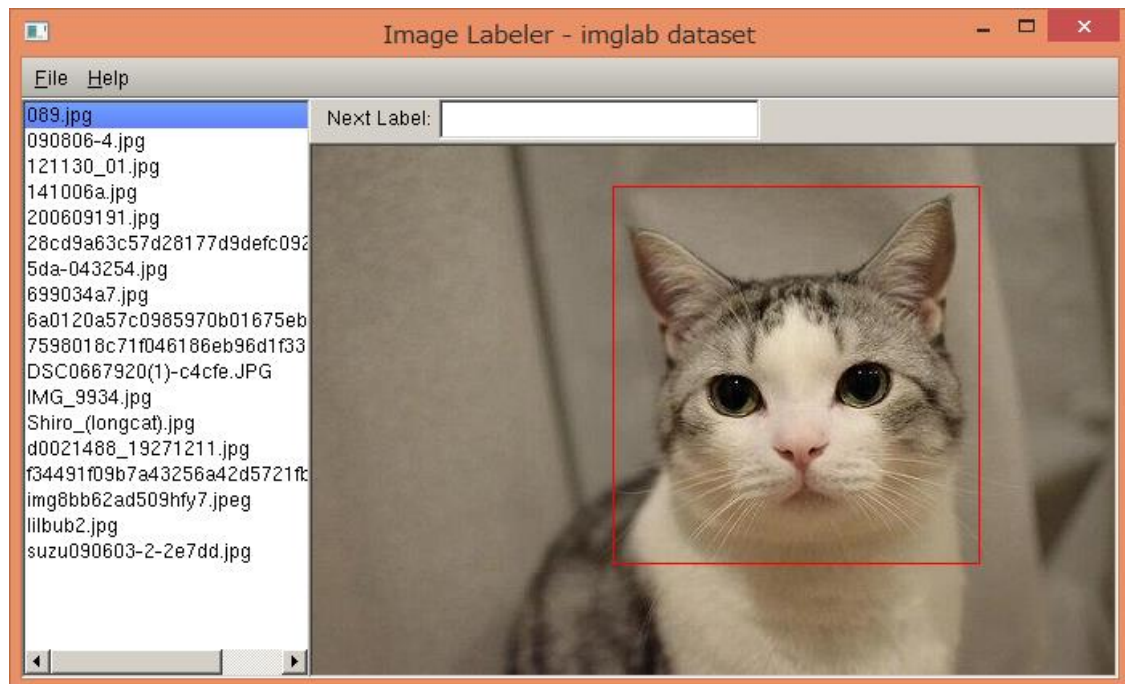 Image Labeler - imglab dataset
File Help
Next Label:
089.jpg
090806-4.jpg
121130_01.jpg
141006a.jpg
200609191.jpg
28cd9a63c57d28177d9defc092
5da-043254.jpg
699034a7.jpg
6a0120a57c0985970b01675eb
7598018c71f046186eb96d1f33
DSC0667920(1)-c4cfe.JPG
IMG_9934.jpg
Shiro_(longcat).jpg
d0021488_19271211.jpg
f34491f09b7a43256a42d5721fb
img8bb62ad509hfy7.jpeg
lilbub2.jpg
suzu090603-2-2e7dd.jpg